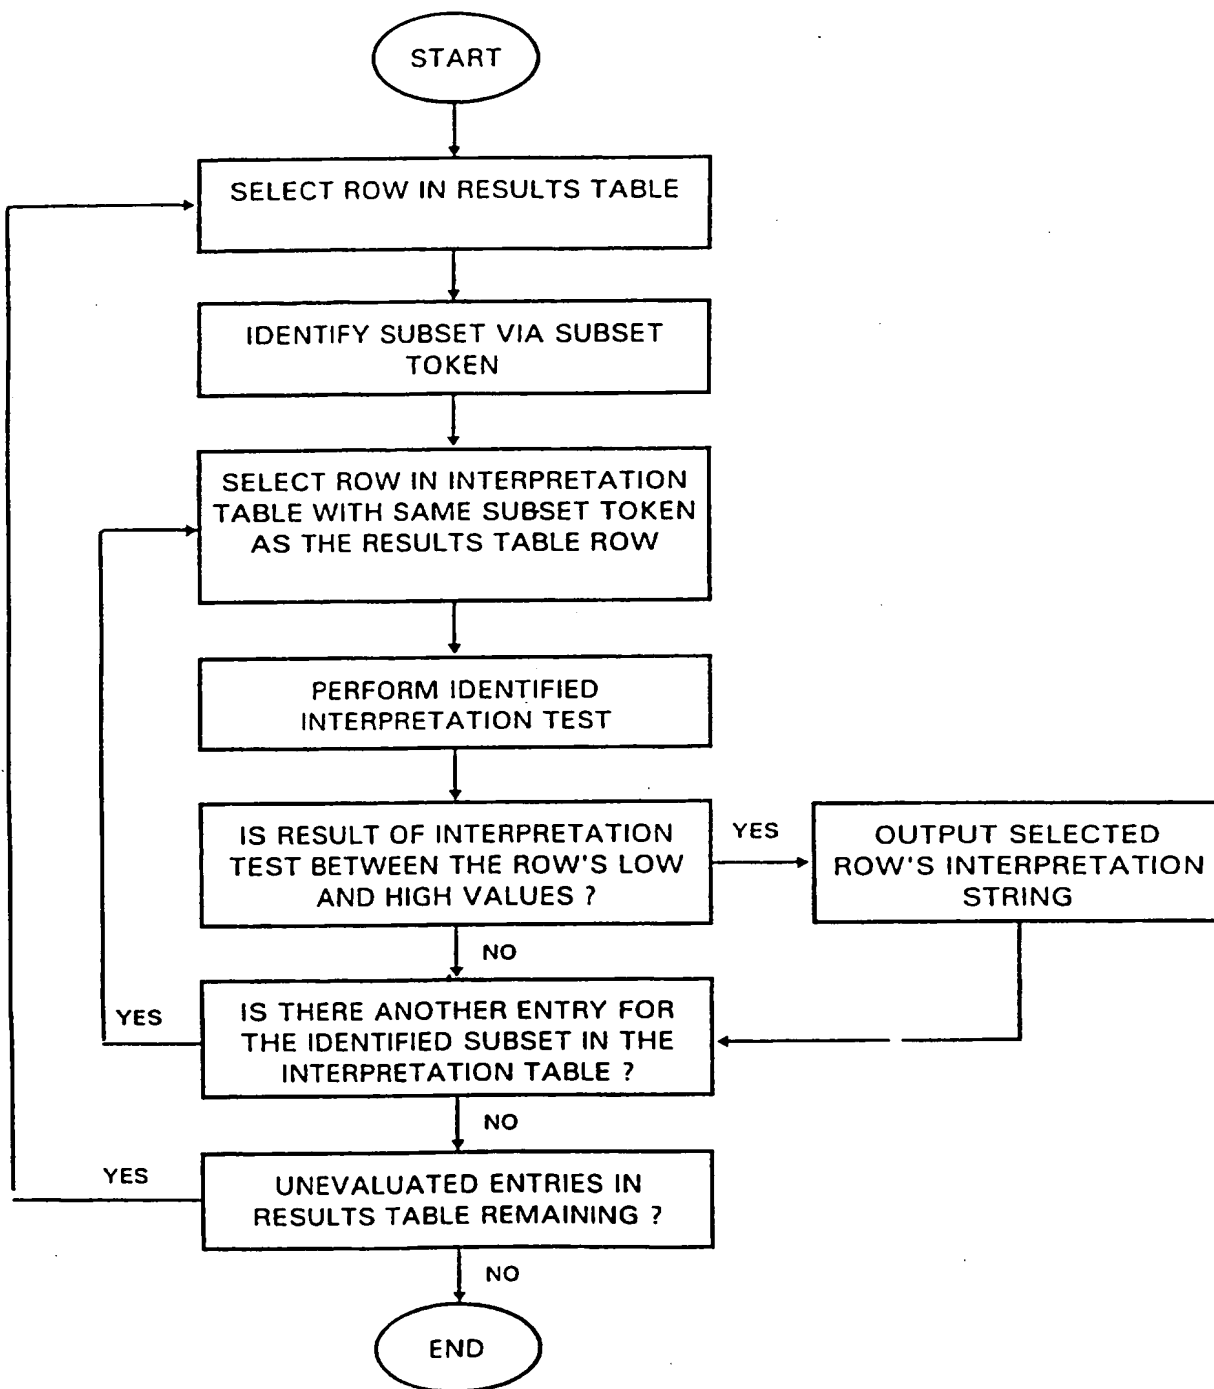 START
SELECT ROW IN RESULTS TABLE
IDENTIFY SUBSET VIA SUBSET
TOKEN
SELECT ROW IN INTERPRETATION
TABLE WITH SAME SUBSET TOKEN
AS THE RESULTS TABLE ROW
PERFORM IDENTIFIED
INTERPRETATION TEST
IS RESULT OF INTERPRETATION
TEST BETWEEN THE ROW'S LOW
AND HIGH VALUES ?
YES
OUTPUT SELECTED
ROW'S INTERPRETATION
STRING
NO
IS THERE ANOTHER ENTRY FOR
THE IDENTIFIED SUBSET IN THE
INTERPRETATION TABLE ?
YES
NO
UNEVALUATED ENTRIES IN
RESULTS TABLE REMAINING ?
YES
NO
END